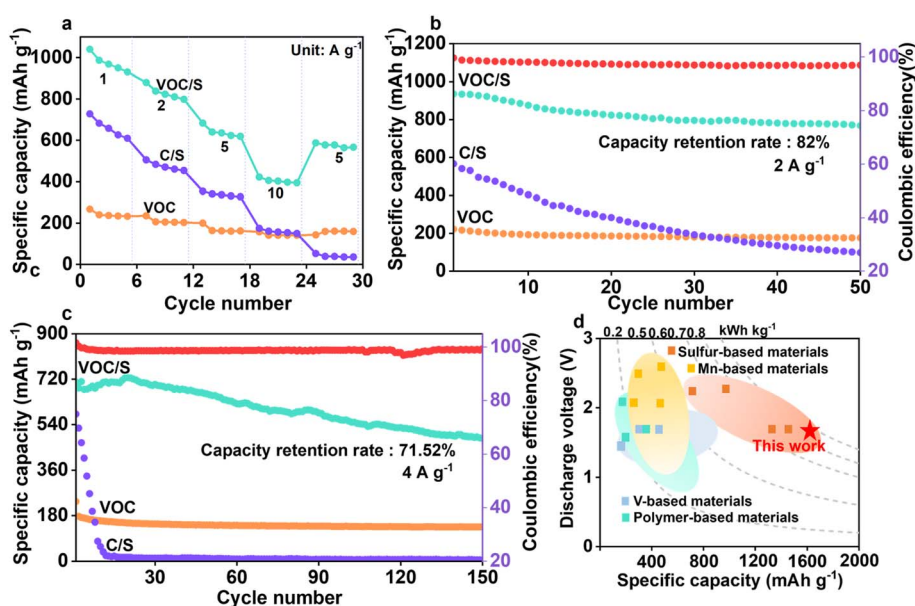 a
Unit: A g-1
Specific capacity (mAh g-1)
1000
800
600
400
200
0
1
VOC/S
2
5
10
5
C/S
VOC
0 6 12 18 24 30
Cycle number
c
b
Specific capacity (mAh g-1)
1200
1000
800
600
400
200
0
VOC/S
Capacity retention rate : 82%
2 A g-1
C/S
VOC
100
80
60
40
20
Coulombic efficiency(%)
10 20 30 40 50
Cycle number
c
Specific capacity (mAh g-1)
900
720
540
360
180
0
VOC/S
Capacity retention rate : 71.52%
4 A g-1
VOC
C/S
100
80
60
40
20
Coulombic efficiency(%)
30 60 90 120 150
Cycle number
d
0.2 0.5 0.6 0.7 0.8 kWh kg-1
Discharge voltage (V)
3
2
1
0
Sulfur-based materials
Mn-based materials
This work
V-based materials
Polymer-based materials
400 800 1200 1600 2000
Specific capacity (mAh g-1)